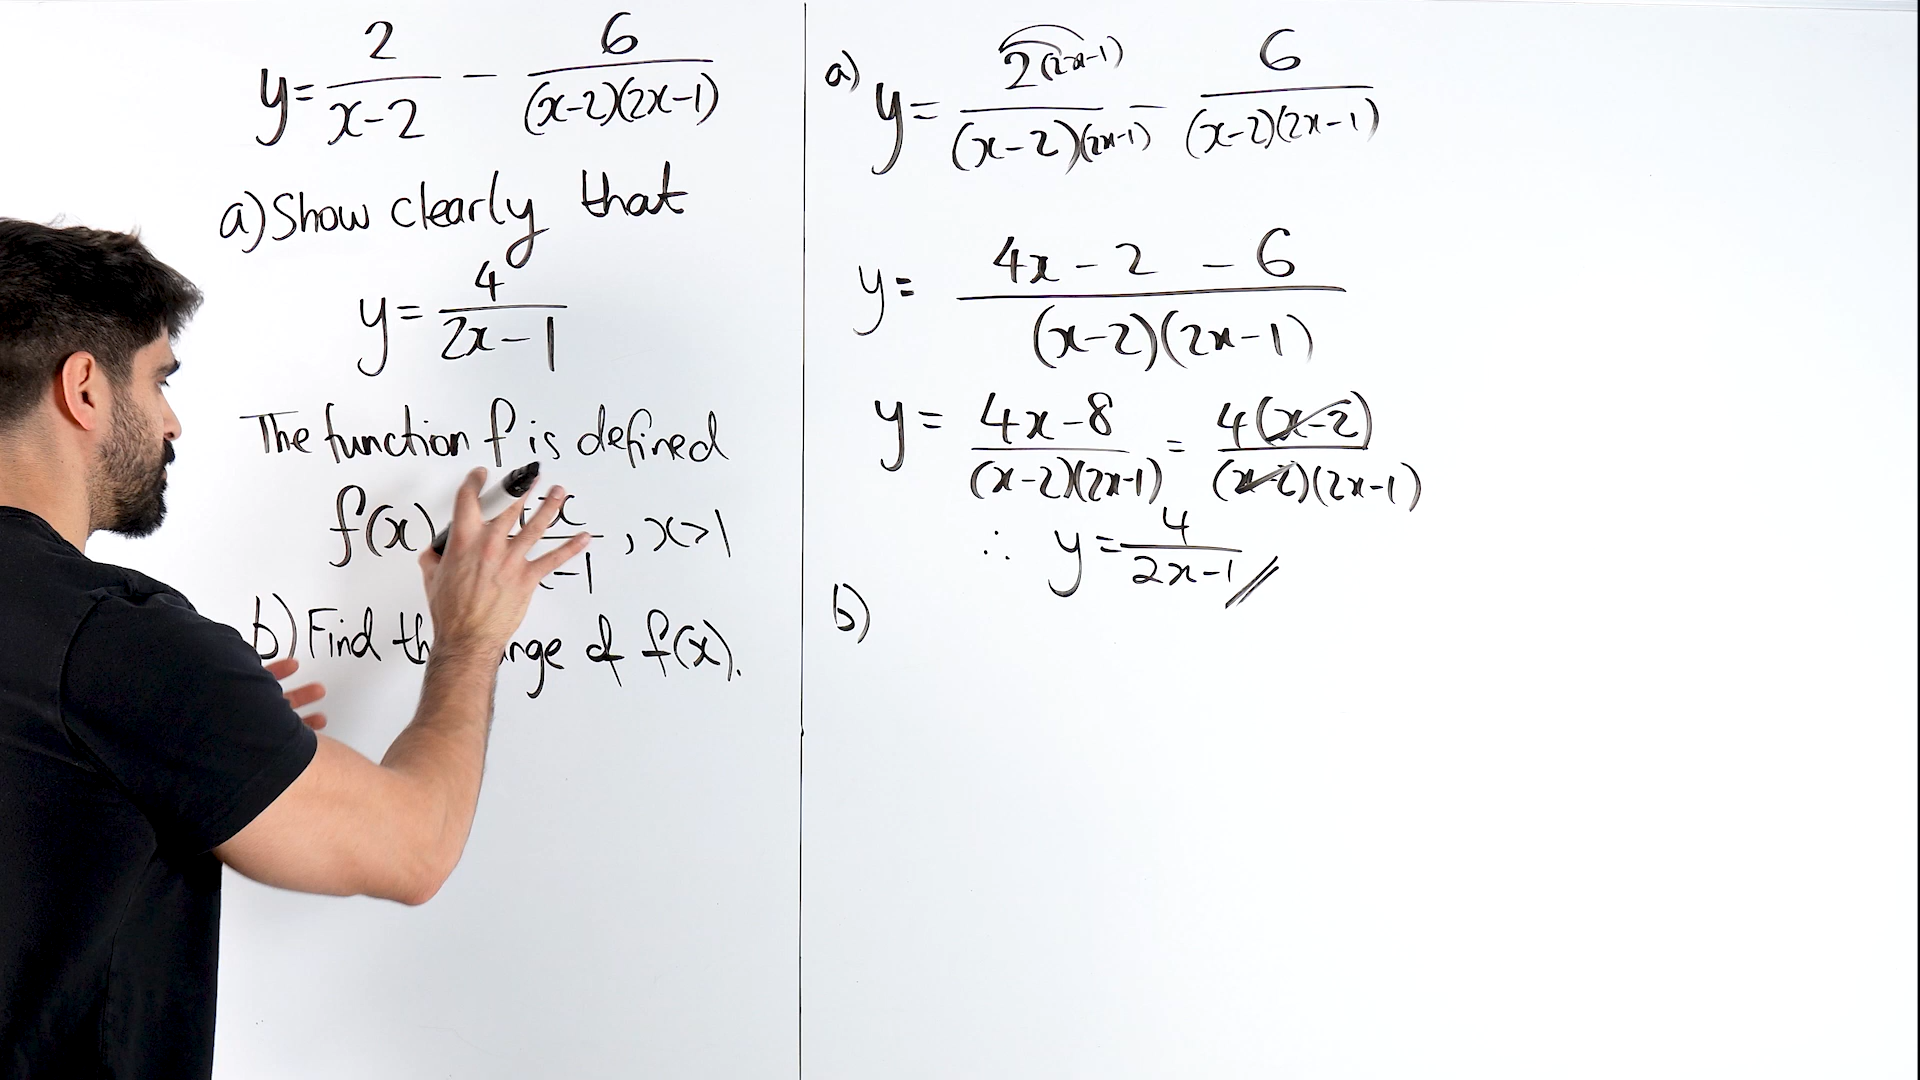 y = 2/(x-2) - 6/((x-2)(2x-1))
a) Show clearly that
y = 4/(2x-1)
The function f is defined
f(x) , x>1
b) Find of f(x).
a) y = 2(2x-1)/((x-2)(2x-1)) - 6/((x-2)(2x-1))
y = (4x - 2 - 6)/((x-2)(2x-1))
y = (4x-8)/((x-2)(2x-1)) = 4(x-2)/((x-2)(2x-1))
∴ y = 4/(2x-1) //
b)